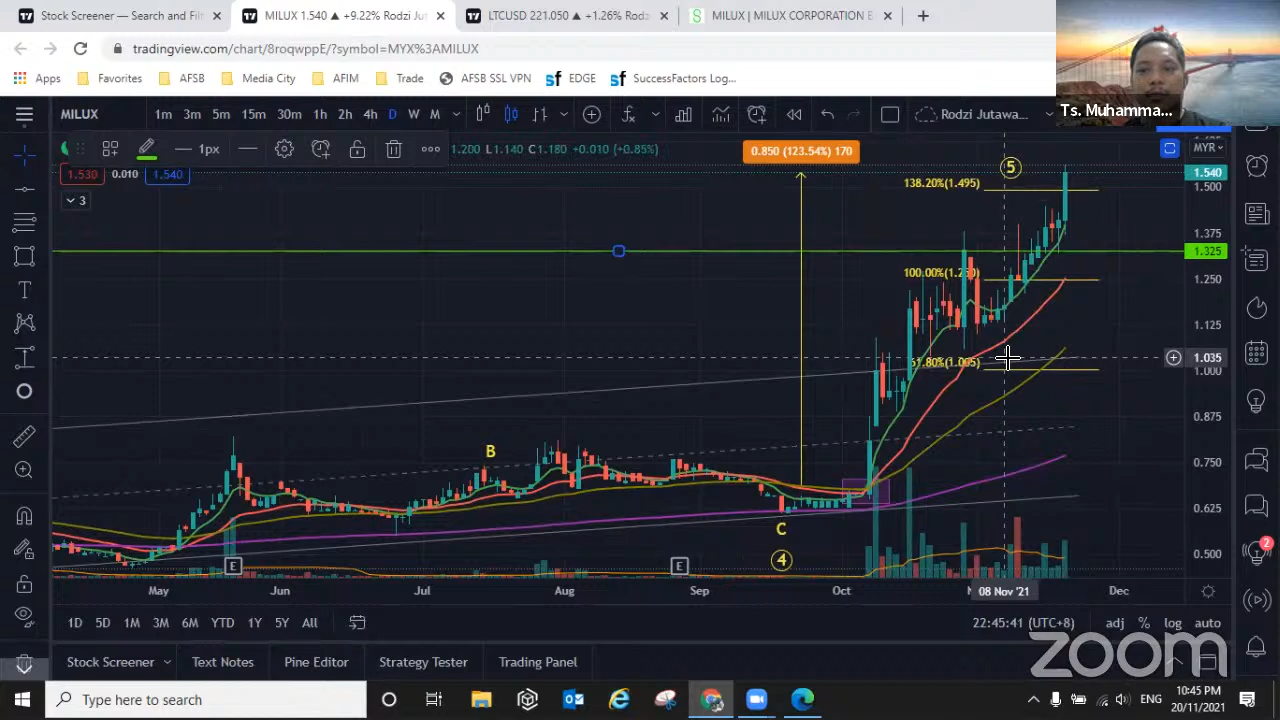 Stock Screener — Search and Filt
MILUX 1.540 ▲ +9.22% Rodzi Jut
LTCUSD 221.050 ▲ +1.26% Rodz
MILUX | MILUX CORPORATION B
tradingview.com/chart/8roqwppE/?symbol=MYX%3AMILUX
Apps Favorites AFSB Media City AFIM Trade AFSB SSL VPN EDGE SuccessFactors Log...
Ts. Muhamma...
MILUX 1m 3m 5m 15m 30m 1h 2h 4h D W M Rodzi Jutawa...
1px 1.200 L1.140 C1.180 +0.010 (+0.85%)
0.850 (123.54%) 170
MYR
1.530 0.010 1.540
3
5
138.20%(1.495)
1.540
1.500
1.375
1.325
100.00%(1.250)
1.250
1.125
1.035
1.000
0.875
B
0.750
0.625
C
4
E
E
0.500
May Jun Jul Aug Sep Oct 08 Nov '21 Dec
1D 5D 1M 3M 6M YTD 1Y 5Y All
22:45:41 (UTC+8) adj % log auto
2
zoom
Stock Screener Text Notes Pine Editor Strategy Tester Trading Panel
Type here to search
ENG
10:45 PM
20/11/2021